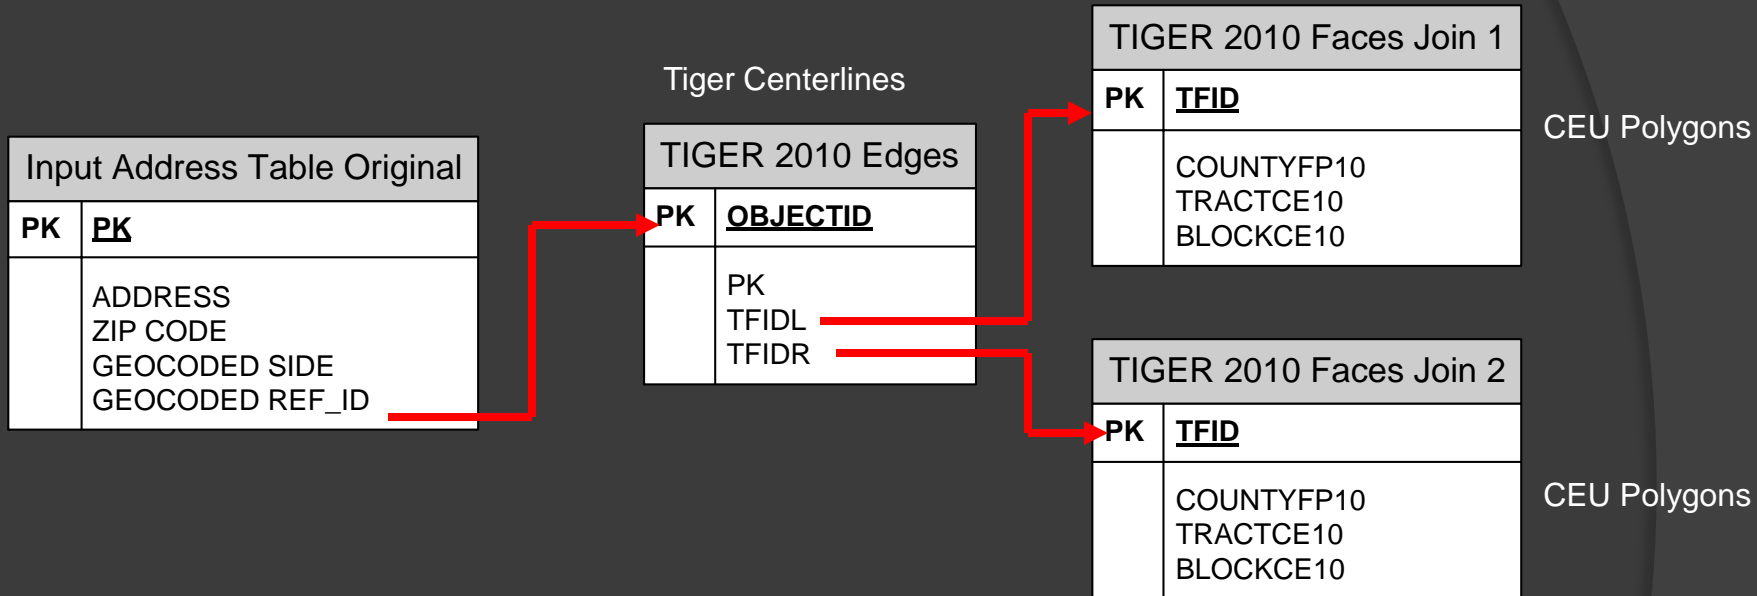 Input Address Table Original
PK PK
ADDRESS
ZIP CODE
GEOCODED SIDE
GEOCODED REF_ID
Tiger Centerlines
TIGER 2010 Edges
PK OBJECTID
PK
TFIDL
TFIDR
TIGER 2010 Faces Join 1
PK TFID
COUNTYFP10
TRACTCE10
BLOCKCE10
CEU Polygons
TIGER 2010 Faces Join 2
PK TFID
COUNTYFP10
TRACTCE10
BLOCKCE10
CEU Polygons